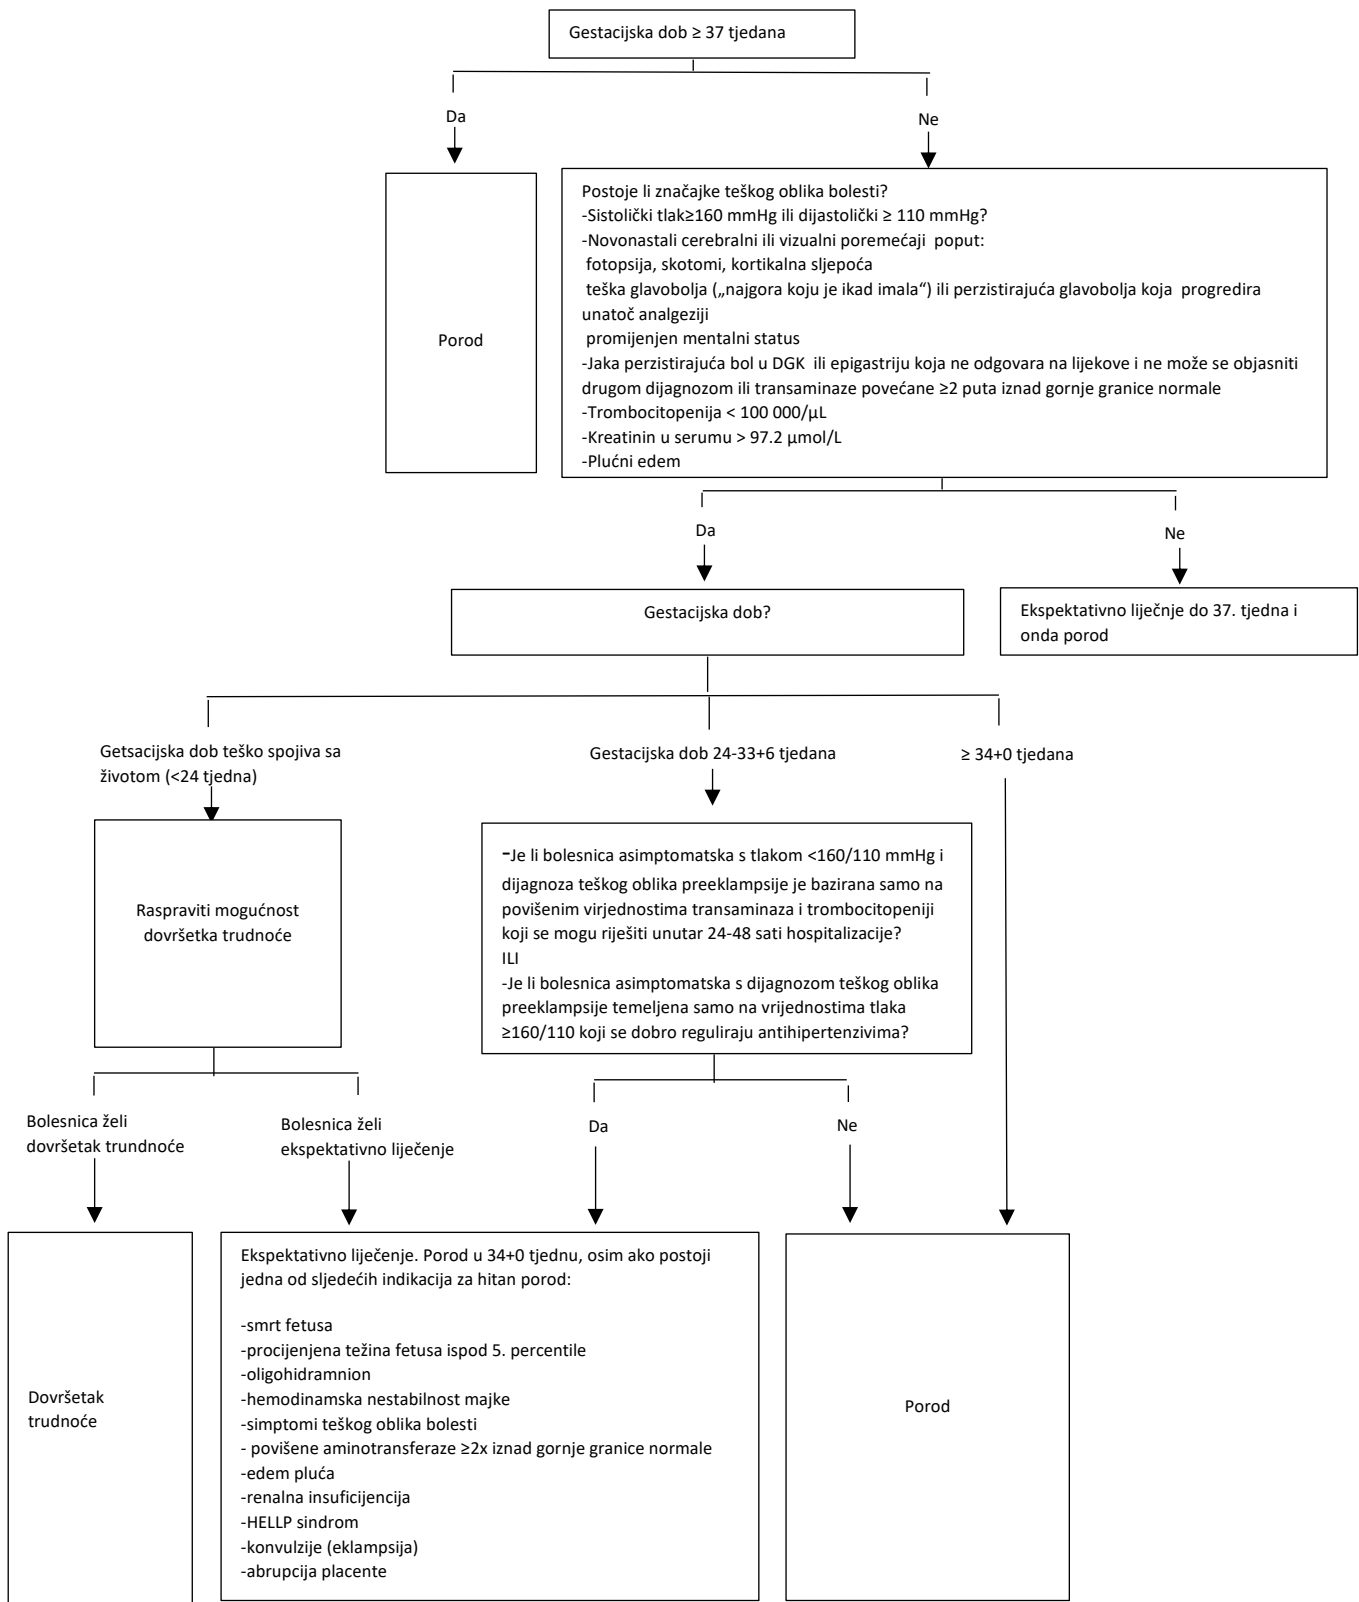 Gestacijska dob ≥ 37 tjedana
Da
Ne
Porod
Postoje li značajke teškog oblika bolesti?
-Sistolički tlak≥160 mmHg ili dijastolički ≥ 110 mmHg?
-Novonastali cerebralni ili vizualni poremećaji poput:
fotopsija, skotomi, kortikalna sljepoća
teška glavobolja („najgora koju je ikad imala“) ili perzistirajuća glavobolja koja progredira
unatoč analgeziji
promijenjen mentalni status
-Jaka perzistirajuća bol u DGK ili epigastriju koja ne odgovara na lijekove i ne može se objasniti
drugom dijagnozom ili transaminaze povećane ≥2 puta iznad gornje granice normale
-Trombocitopenija < 100 000/µL
-Kreatinin u serumu > 97.2 µmol/L
-Plućni edem
Da
Ne
Gestacijska dob?
Ekspektativno liječnje do 37. tjedna i
onda porod
Getsacijska dob teško spojiva sa
životom (<24 tjedna)
Gestacijska dob 24-33+6 tjedana
≥ 34+0 tjedana
Raspraviti mogućnost
dovršetka trudnoće
-Je li bolesnica asimptomatska s tlakom <160/110 mmHg i
dijagnoza teškog oblika preeklampsije je bazirana samo na
povišenim virjednostima transaminaza i trombocitopeniji
koji se mogu riješiti unutar 24-48 sati hospitalizacije?
ILI
-Je li bolesnica asimptomatska s dijagnozom teškog oblika
preeklampsije temeljena samo na vrijednostima tlaka
≥160/110 koji se dobro reguliraju antihipertenzivima?
Bolesnica želi
dovršetak trundnoće
Bolesnica želi
ekspektativno liječenje
Da
Ne
Dovršetak
trudnoće
Ekspektativno liječenje. Porod u 34+0 tjednu, osim ako postoji
jedna od sljedećih indikacija za hitan porod:
-smrt fetusa
-procijenjena težina fetusa ispod 5. percentile
-oligohidramnion
-hemodinamska nestabilnost majke
-simptomi teškog oblika bolesti
- povišene aminotransferaze ≥2x iznad gornje granice normale
-edem pluća
-renalna insuficijencija
-HELLP sindrom
-konvulzije (eklampsija)
-abrupcija placente
Porod